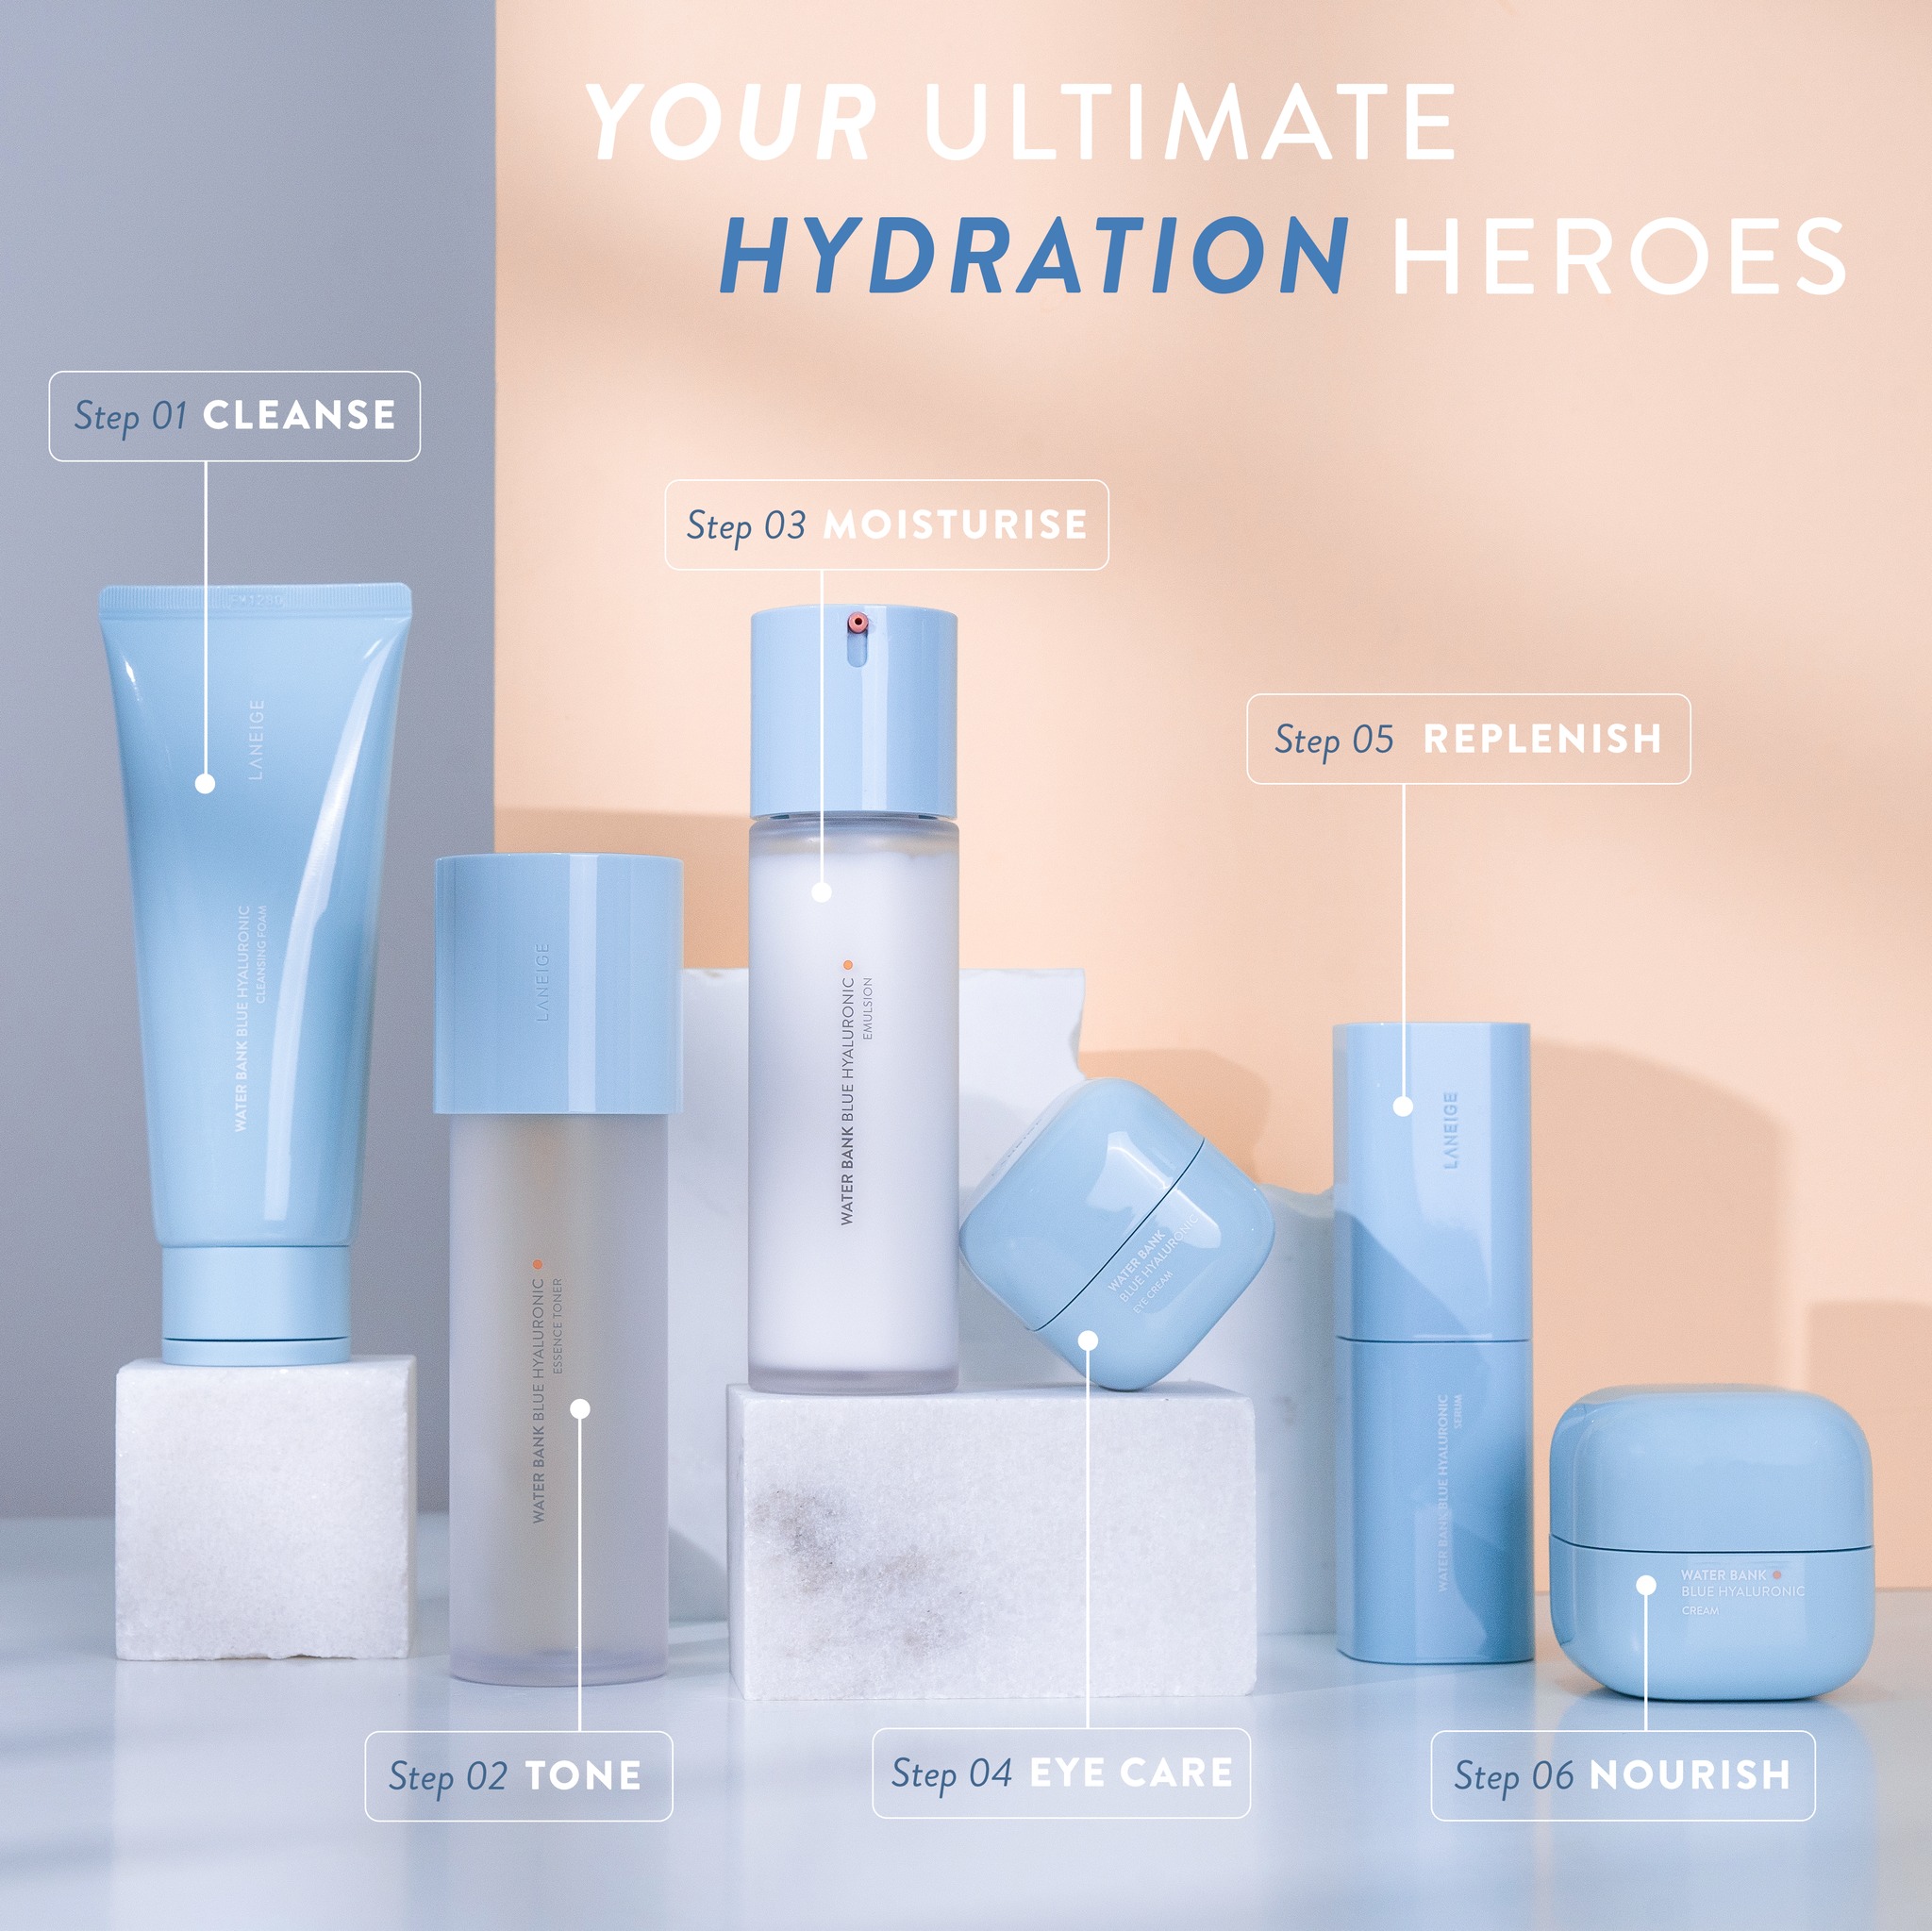 YOUR ULTIMATE
HYDRATION HEROES
Step 01 CLEANSE
Step 03 MOISTURISE
Step 05 REPLENISH
LANEIGE
WATER BANK BLUE HYALURONIC
CLEANSING FOAM
LANEIGE
WATER BANK BLUE HYALURONIC
ESSENCE TONER
WATER BANK BLUE HYALURONIC
EMULSION
WATER BANK
BLUE HYALURONIC
EYE CREAM
LANEIGE
WATER BANK BLUE HYALURONIC
SERUM
WATER BANK
BLUE HYALURONIC
CREAM
Step 02 TONE
Step 04 EYE CARE
Step 06 NOURISH